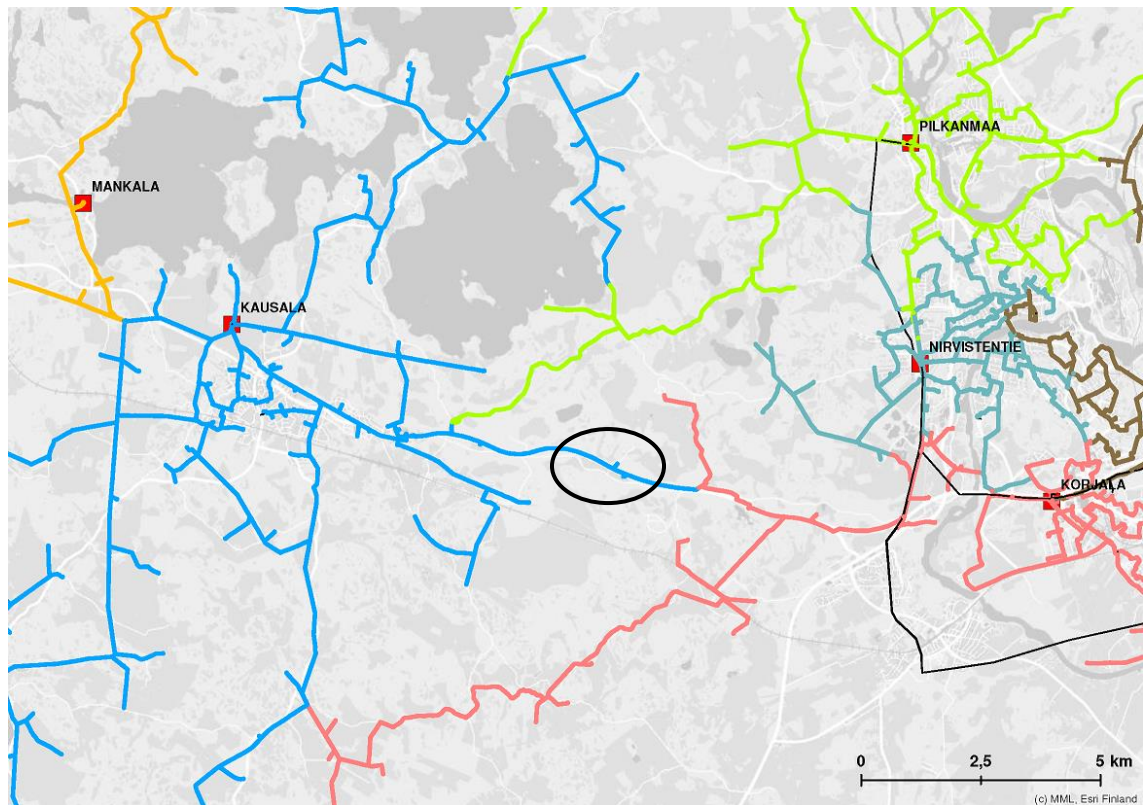 PILKANMAA
MANKALA
KAUSALA
NIRVISTENTIE
KORJALA
0 2,5 5 km
(c) MML, Esri Finland